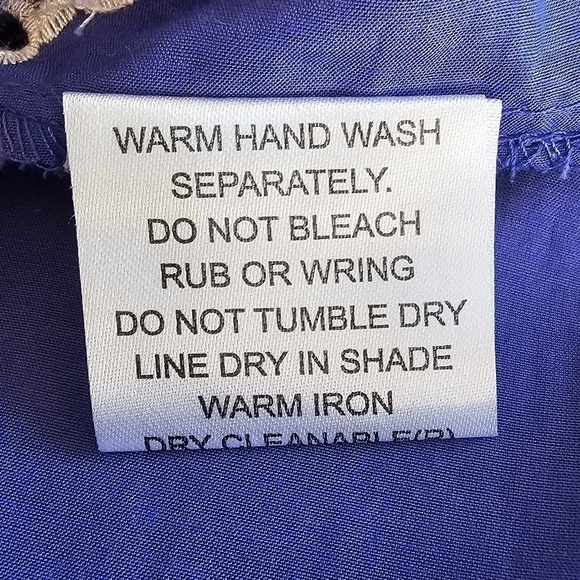 WARM HAND WASH
SEPARATELY.
DO NOT BLEACH
RUB OR WRING
DO NOT TUMBLE DRY
LINE DRY IN SHADE
WARM IRON
DRY CLEANABLE(P)